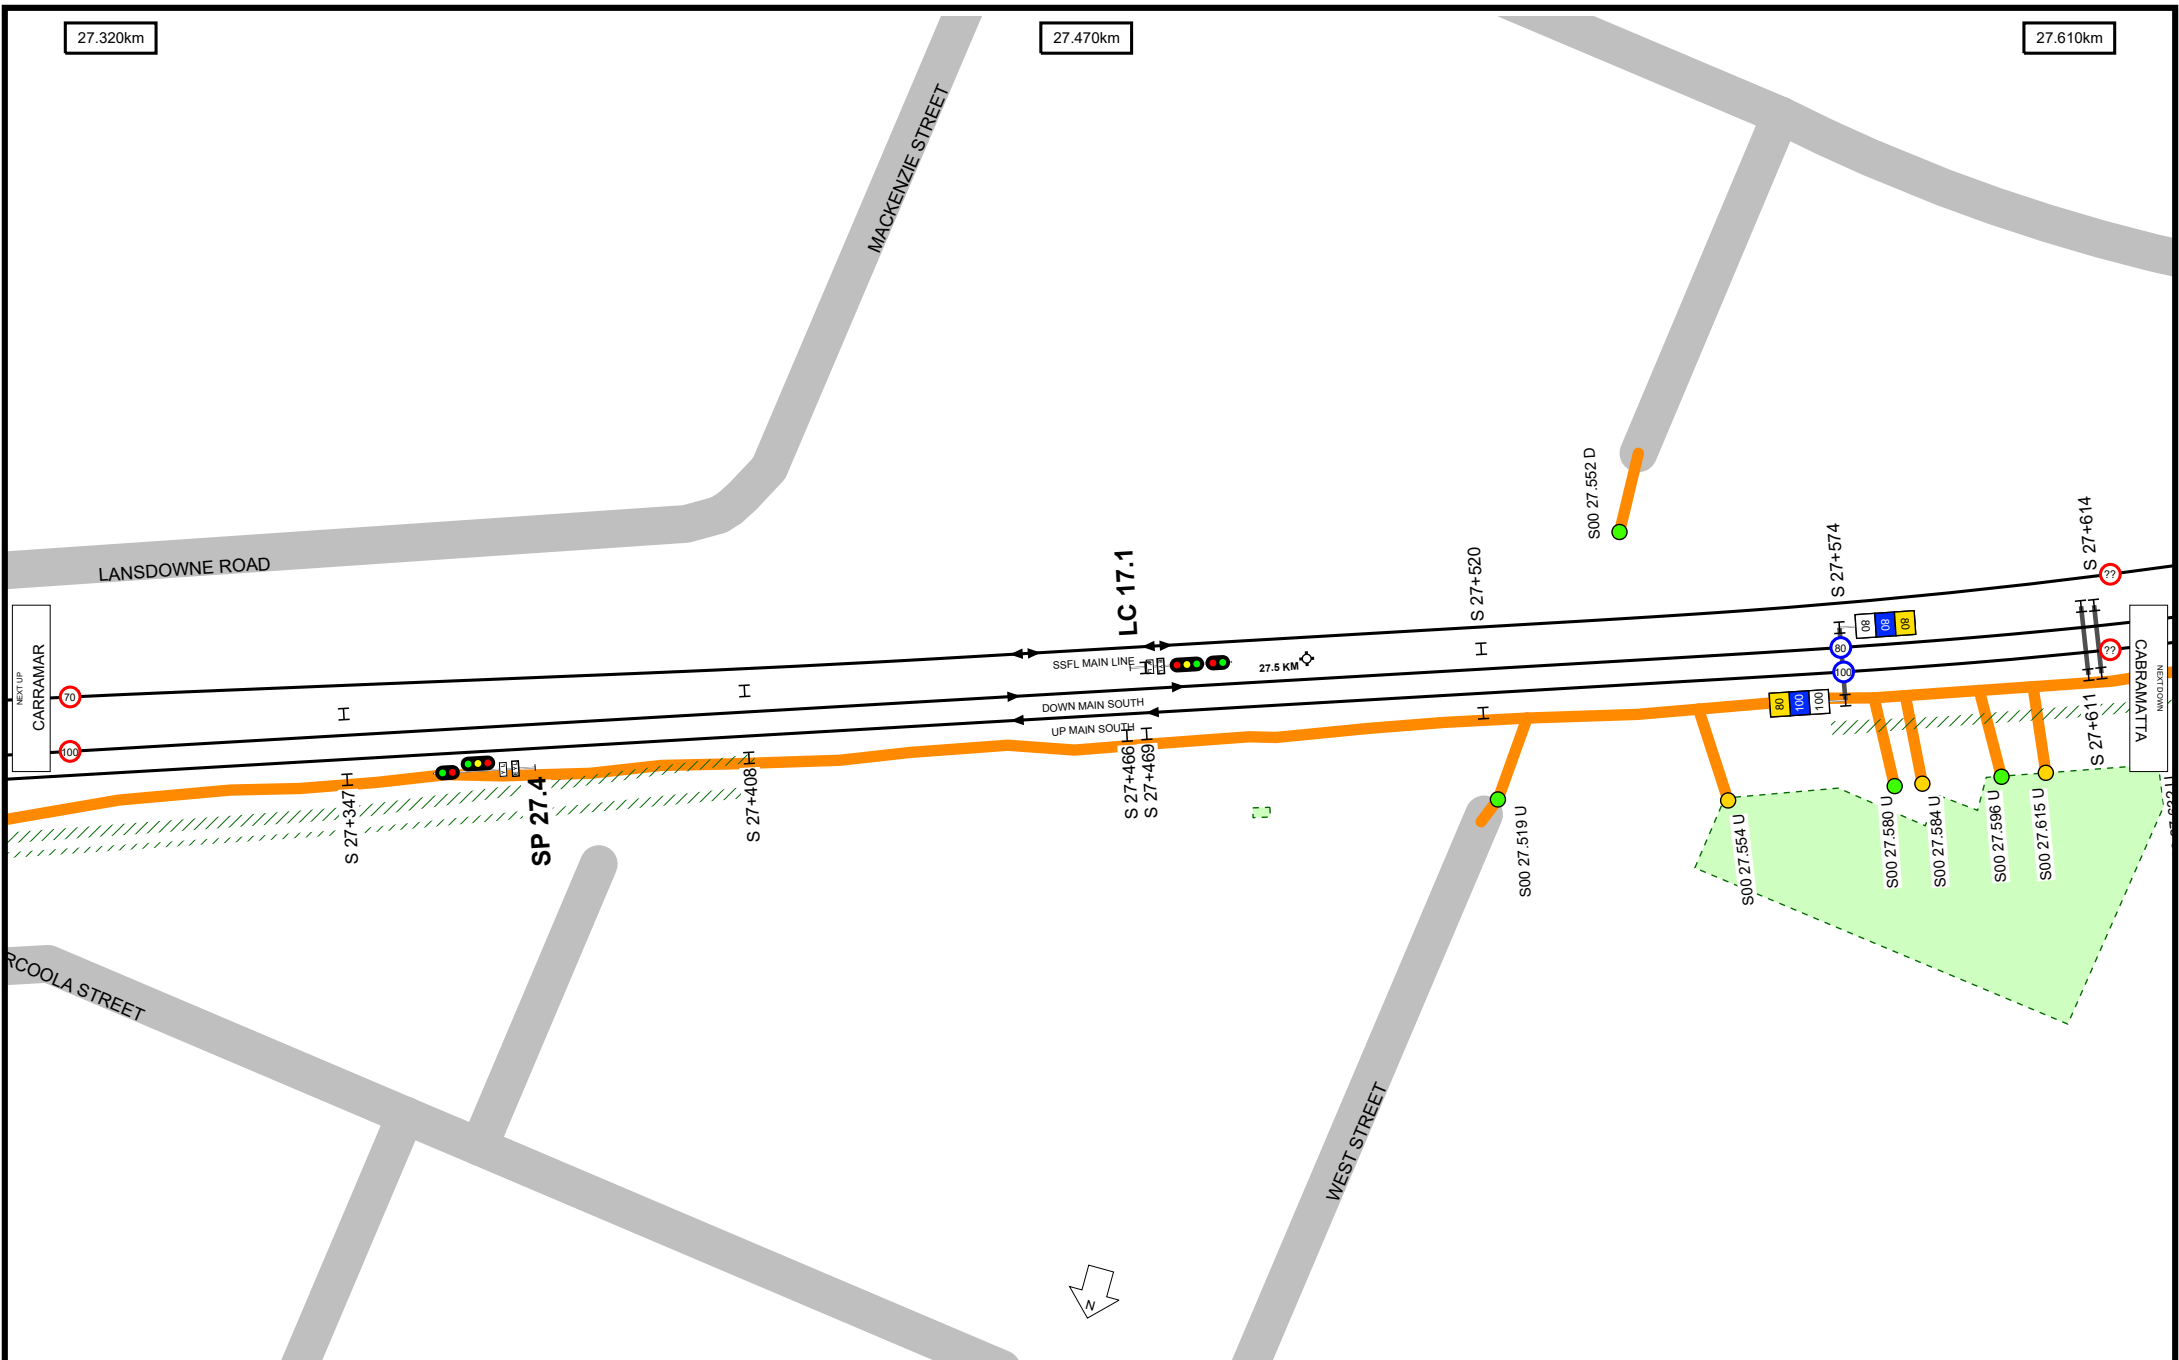 27.320km
27.470km
27.610km
MACKENZIE STREET
LANSDOWNE ROAD
S00 27.552 D
LC 17.1
S 27+520
S 27+574
S 27+614
NEXT UP
CARRAMAR
70
100
SSFL MAIN LINE
27.5 KM
DOWN MAIN SOUTH
UP MAIN SOUTH
80
80
80
80
100
80
100
100
??
??
CABRAMATTA
NEXT DOWN
S 27+347
SP 27.4
S 27+408
S 27+466
S 27+469
S 27+611
S00 27.519 U
S00 27.554 U
S00 27.580 U
S00 27.584 U
S00 27.596 U
S00 27.615 U
RCOOLA STREET
WEST STREET
N